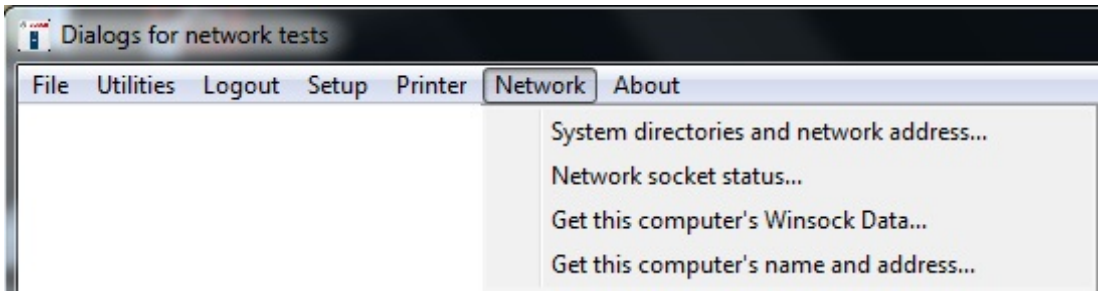 Dialogs for network tests
File Utilities Logout Setup Printer Network About
System directories and network address...
Network socket status...
Get this computer's Winsock Data...
Get this computer's name and address...